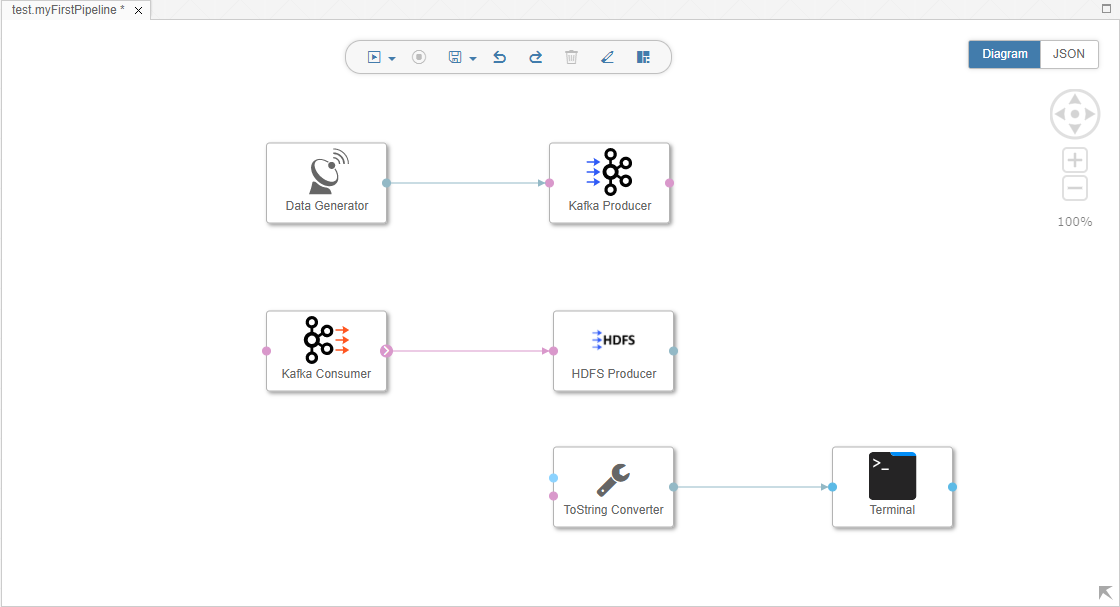 test.myFirstPipeline *
Diagram
JSON
100%
Data Generator
Kafka Producer
Kafka Consumer
HDFS
HDFS Producer
ToString Converter
>_
Terminal